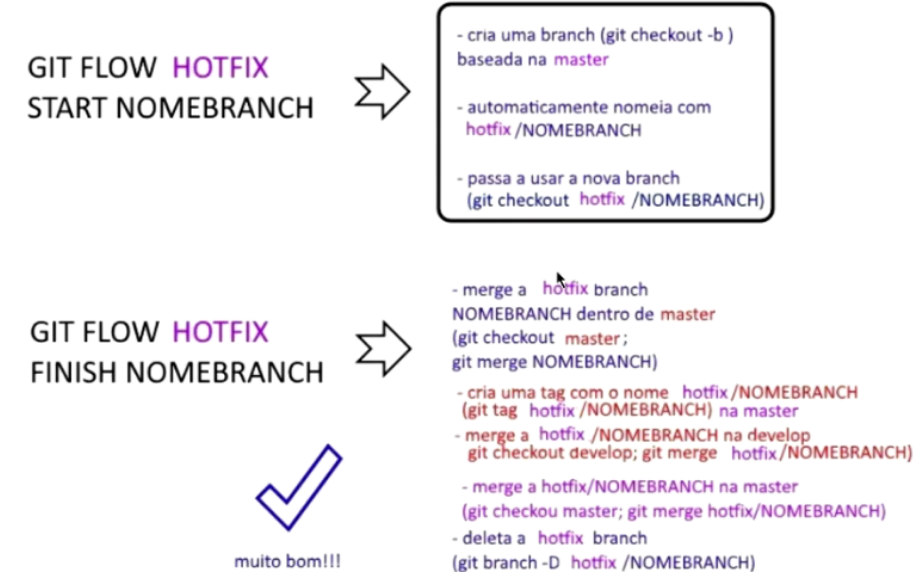 GIT FLOW HOTFIX
START NOMEBRANCH
- cria uma branch (git checkout -b )
baseada na master
- automaticamente nomeia com
hotfix /NOMEBRANCH
- passa a usar a nova branch
(git checkout hotfix /NOMEBRANCH)
GIT FLOW HOTFIX
FINISH NOMEBRANCH
- merge a hotfix branch
NOMEBRANCH dentro de master
(git checkout master;
git merge NOMEBRANCH)
- cria uma tag com o nome hotfix/NOMEBRANCH
(git tag hotfix /NOMEBRANCH) na master
- merge a hotfix /NOMEBRANCH na develop
git checkout develop; git merge hotfix/NOMEBRANCH)
- merge a hotfix/NOMEBRANCH na master
(git checkou master; git merge hotfix/NOMEBRANCH)
- deleta a hotfix branch
(git branch -D hotfix /NOMEBRANCH)
muito bom!!!